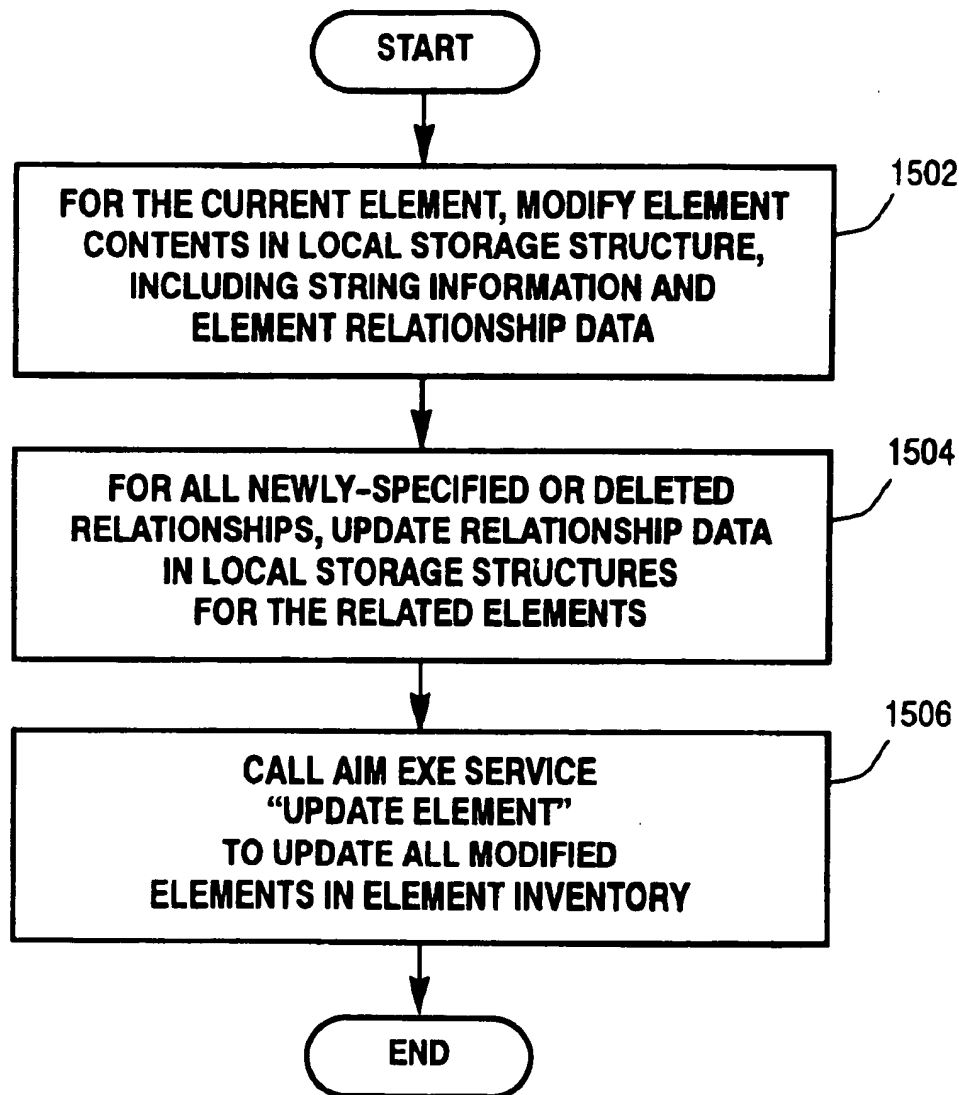 START
1502
FOR THE CURRENT ELEMENT, MODIFY ELEMENT
CONTENTS IN LOCAL STORAGE STRUCTURE,
INCLUDING STRING INFORMATION AND
ELEMENT RELATIONSHIP DATA
1504
FOR ALL NEWLY-SPECIFIED OR DELETED
RELATIONSHIPS, UPDATE RELATIONSHIP DATA
IN LOCAL STORAGE STRUCTURES
FOR THE RELATED ELEMENTS
1506
CALL AIM EXE SERVICE
“UPDATE ELEMENT”
TO UPDATE ALL MODIFIED
ELEMENTS IN ELEMENT INVENTORY
END